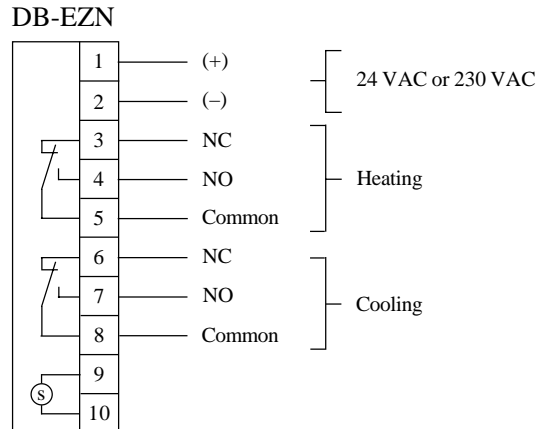 DB-EZN
1 (+)
24 VAC or 230 VAC
2 (–)
3 NC
4 NO
Heating
5 Common
6 NC
7 NO
Cooling
8 Common
9
S
10